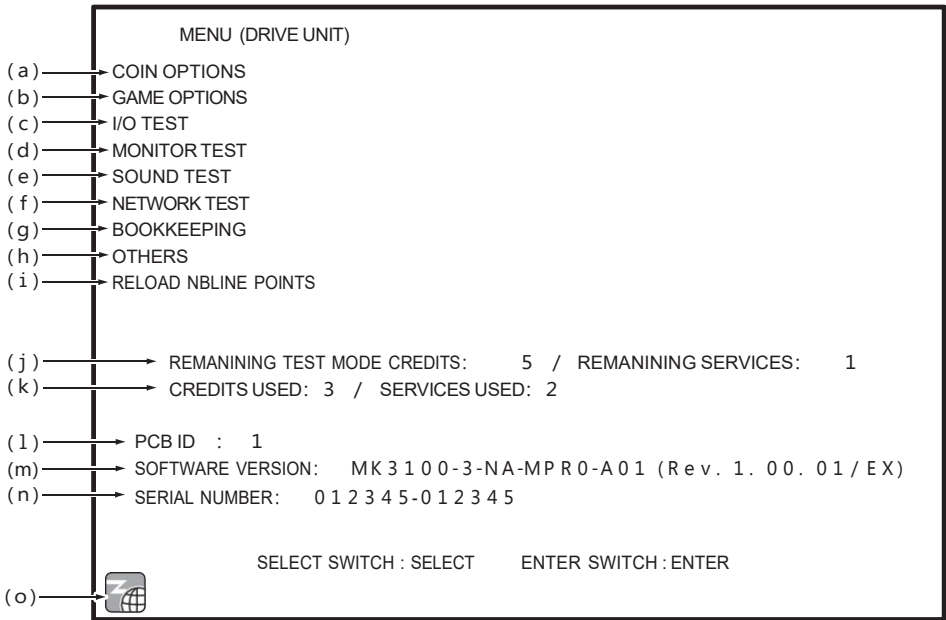 MENU (DRIVE UNIT)
(a) COIN OPTIONS
(b) GAME OPTIONS
(c) I/O TEST
(d) MONITOR TEST
(e) SOUND TEST
(f) NETWORK TEST
(g) BOOKKEEPING
(h) OTHERS
(i) RELOAD NBLINE POINTS
(j) REMANINING TEST MODE CREDITS: 5 / REMANINING SERVICES: 1
(k) CREDITS USED: 3 / SERVICES USED: 2
(l) PCB ID : 1
(m) SOFTWARE VERSION: MK3100-3-NA-MPR0-A01 (Rev. 1. 00. 01/EX)
(n) SERIAL NUMBER: 012345-012345
SELECT SWITCH : SELECT ENTER SWITCH : ENTER
(o)